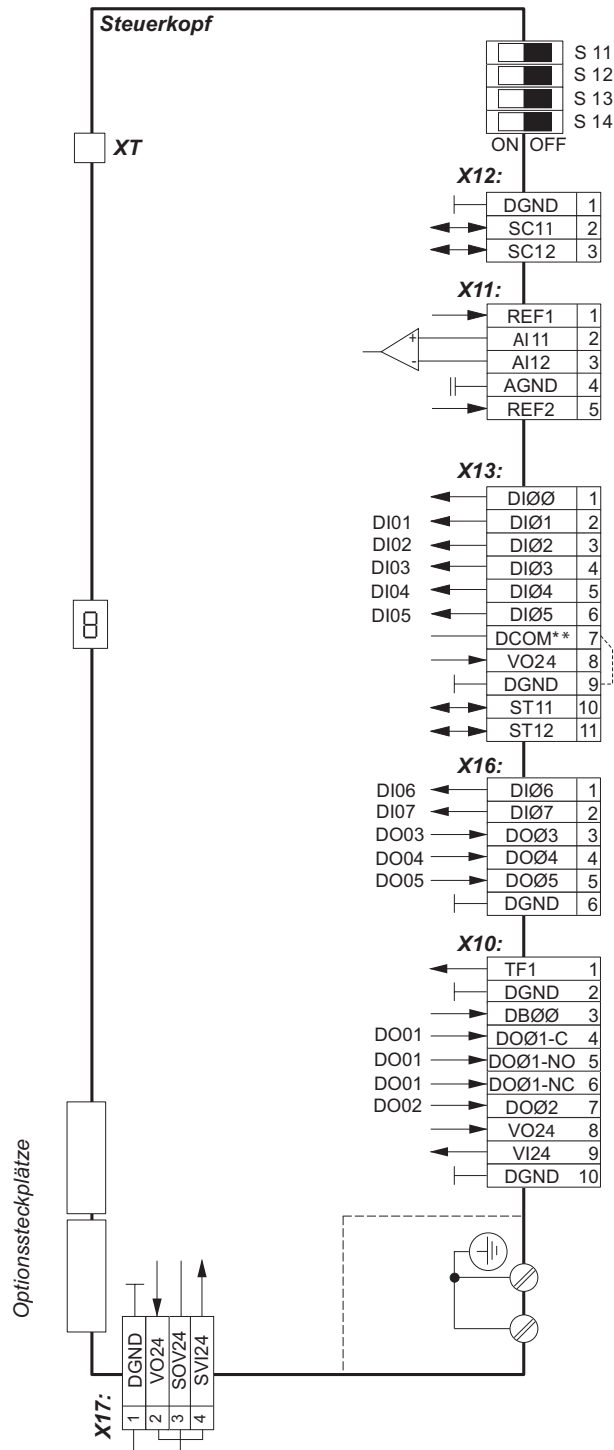 Steuerkopf
S 11
S 12
S 13
S 14
ON OFF
XT
X12:
DGND 1
SC11 2
SC12 3
X11:
REF1 1
+ AI11 2
- AI12 3
AGND 4
REF2 5
X13:
DIØØ 1
DI01 DIØ1 2
DI02 DIØ2 3
DI03 DIØ3 4
DI04 DIØ4 5
DI05 DIØ5 6
DCOM** 7
VO24 8
DGND 9
ST11 10
ST12 11
8
X16:
DI06 DIØ6 1
DI07 DIØ7 2
DO03 DOØ3 3
DO04 DOØ4 4
DO05 DOØ5 5
DGND 6
X10:
TF1 1
DGND 2
DBØØ 3
DO01 DOØ1-C 4
DO01 DOØ1-NO 5
DO01 DOØ1-NC 6
DO02 DOØ2 7
VO24 8
VI24 9
DGND 10
Optionssteckplätze
X17:
1 DGND
2 VO24
3 SOV24
4 SVI24